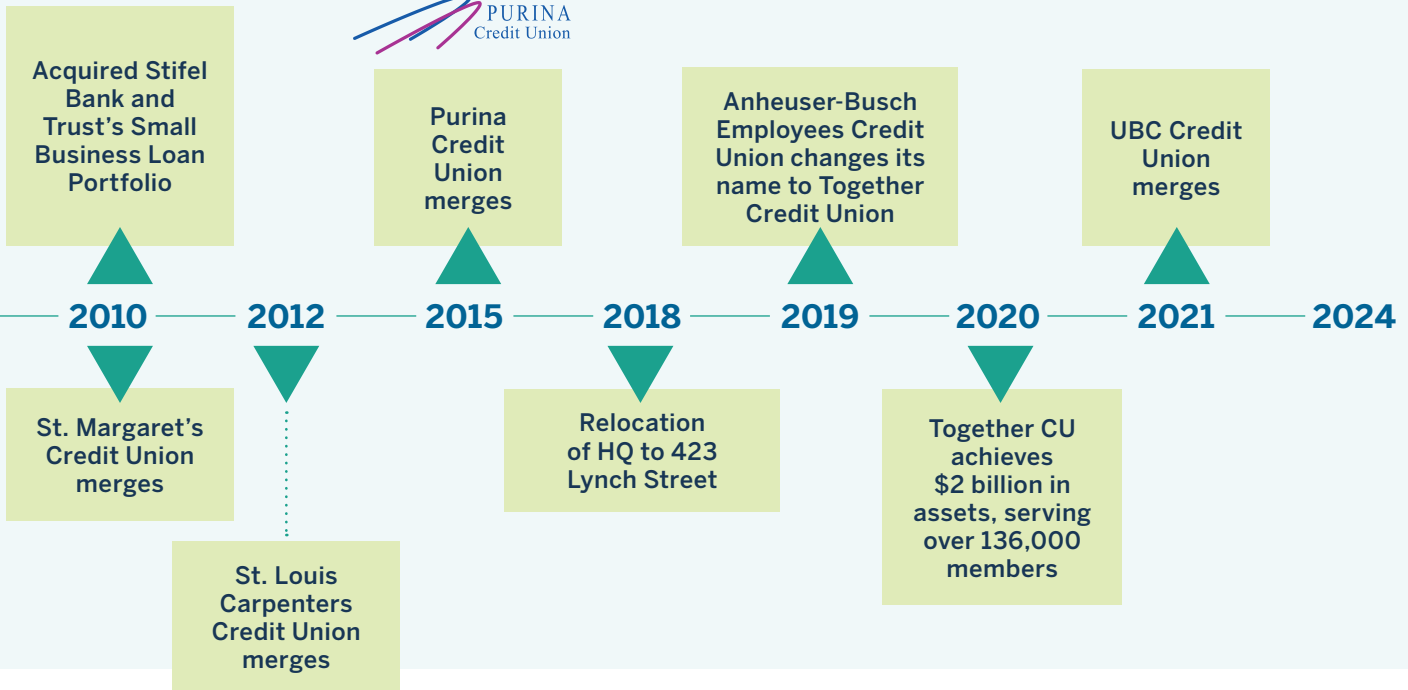 PURINA
Credit Union
Acquired Stifel
Bank and
Trust’s Small
Business Loan
Portfolio
Purina
Credit
Union
merges
Anheuser-Busch
Employees Credit
Union changes its
name to Together
Credit Union
UBC Credit
Union
merges
2010
2012
2015
2018
2019
2020
2021
2024
St. Margaret’s
Credit Union
merges
St. Louis
Carpenters
Credit Union
merges
Relocation
of HQ to 423
Lynch Street
Together CU
achieves
$2 billion in
assets, serving
over 136,000
members